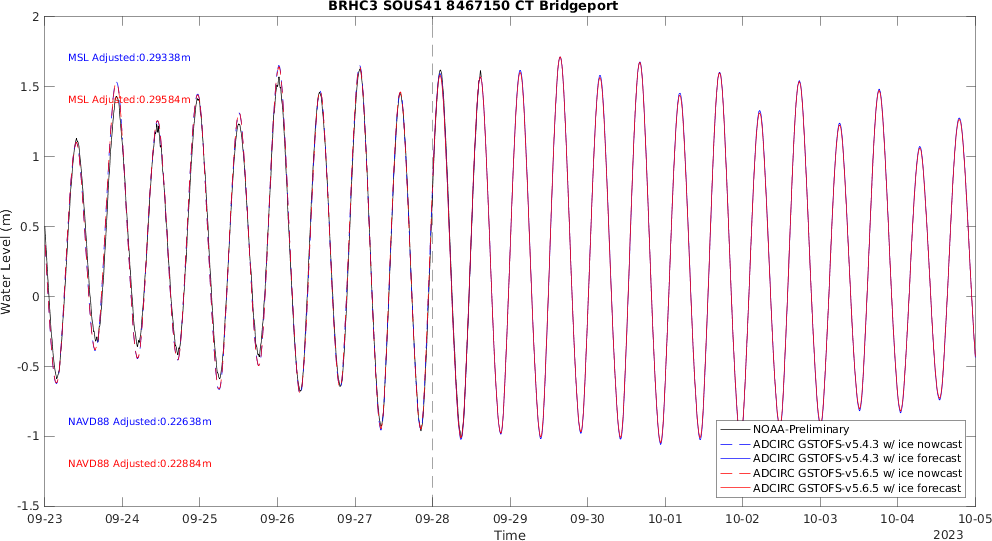 BRHC3 SOUS41 8467150 CT Bridgeport
2
1.5
1
0.5
0
-0.5
-1
-1.5
Water Level (m)
MSL Adjusted:0.29338m
MSL Adjusted:0.29584m
NAVD88 Adjusted:0.22638m
NAVD88 Adjusted:0.22884m
NOAA-Preliminary
ADCIRC GSTOFS-v5.4.3 w/ ice nowcast
ADCIRC GSTOFS-v5.4.3 w/ ice forecast
ADCIRC GSTOFS-v5.6.5 w/ ice nowcast
ADCIRC GSTOFS-v5.6.5 w/ ice forecast
09-23 09-24 09-25 09-26 09-27 09-28 09-29 09-30 10-01 10-02 10-03 10-04 10-05
Time
2023